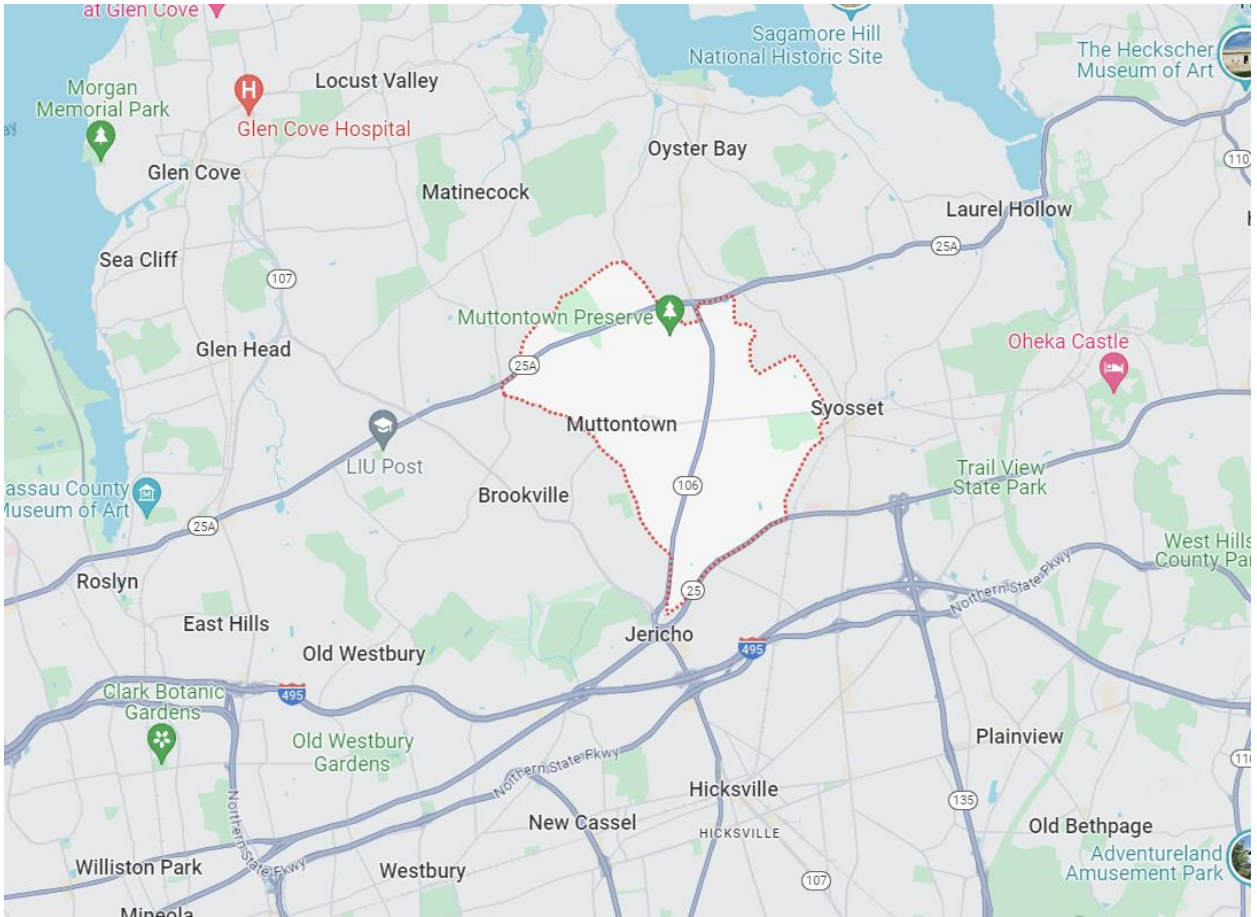 at Glen Cove
Sagamore Hill
National Historic Site
The Heckscher
Museum of Art
Locust Valley
Morgan
Memorial Park
H
Glen Cove Hospital
Oyster Bay
110
Glen Cove
Matinecock
Laurel Hollow
25A
Sea Cliff
107
Muttontown Preserve
Glen Head
Oheka Castle
25A
Syosset
Muttontown
LIU Post
Trail View
State Park
Brookville
106
assau County
Museum of Art
25A
West Hills
County Par
Roslyn
25
Northern State Pkwy
East Hills
Jericho
495
Old Westbury
495
Clark Botanic
Gardens
Old Westbury
Gardens
Plainview
110
Northern State Pkwy
Hicksville
135
New Cassel
HICKSVILLE
Old Bethpage
Northern State Pkwy
Adventureland
Amusement Park
Williston Park
Westbury
107
Mineola